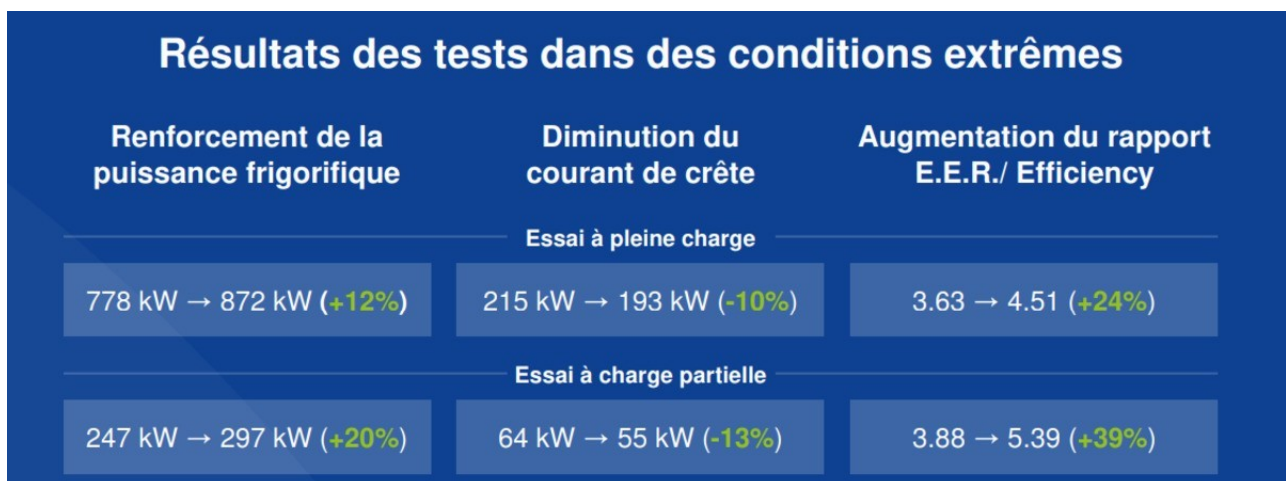 Résultats des tests dans des conditions extrêmes
Renforcement de la
puissance frigorifique
Diminution du
courant de crête
Augmentation du rapport
E.E.R./ Efficiency
Essai à pleine charge
778 kW → 872 kW (+12%)
215 kW → 193 kW (-10%)
3.63 → 4.51 (+24%)
Essai à charge partielle
247 kW → 297 kW (+20%)
64 kW → 55 kW (-13%)
3.88 → 5.39 (+39%)